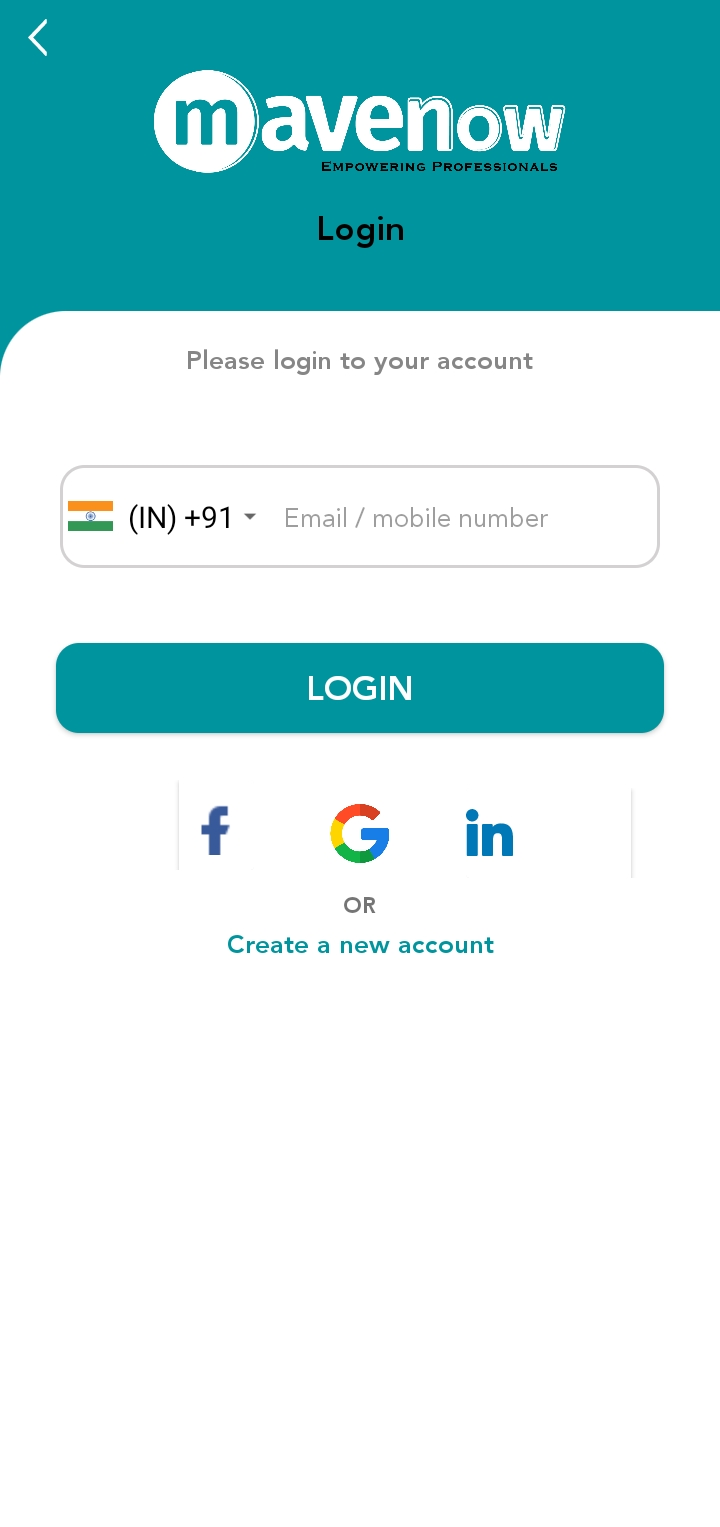 mavenow
EMPOWERING PROFESSIONALS
Login
Please login to your account
(IN) +91 Email / mobile number
LOGIN
f G in
OR
Create a new account